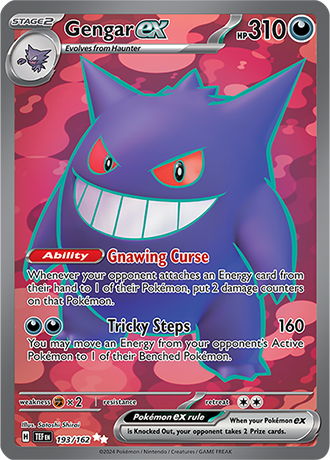 STAGE2 Gengar ex HP310
Evolves from Haunter
Ability Gnawing Curse
Whenever your opponent attaches an Energy card from
their hand to 1 of their Pokémon, put 2 damage counters
on that Pokémon.
Tricky Steps 160
You may move an Energy from your opponent's Active
Pokémon to 1 of their Benched Pokémon.
weakness ×2 resistance retreat
Illus. Satoshi Shirai
Pokémon ex rule
When your Pokémon ex
is Knocked Out, your opponent takes 2 Prize cards.
H TEF EN 193/162
©2024 Pokémon / Nintendo / Creatures / GAME FREAK